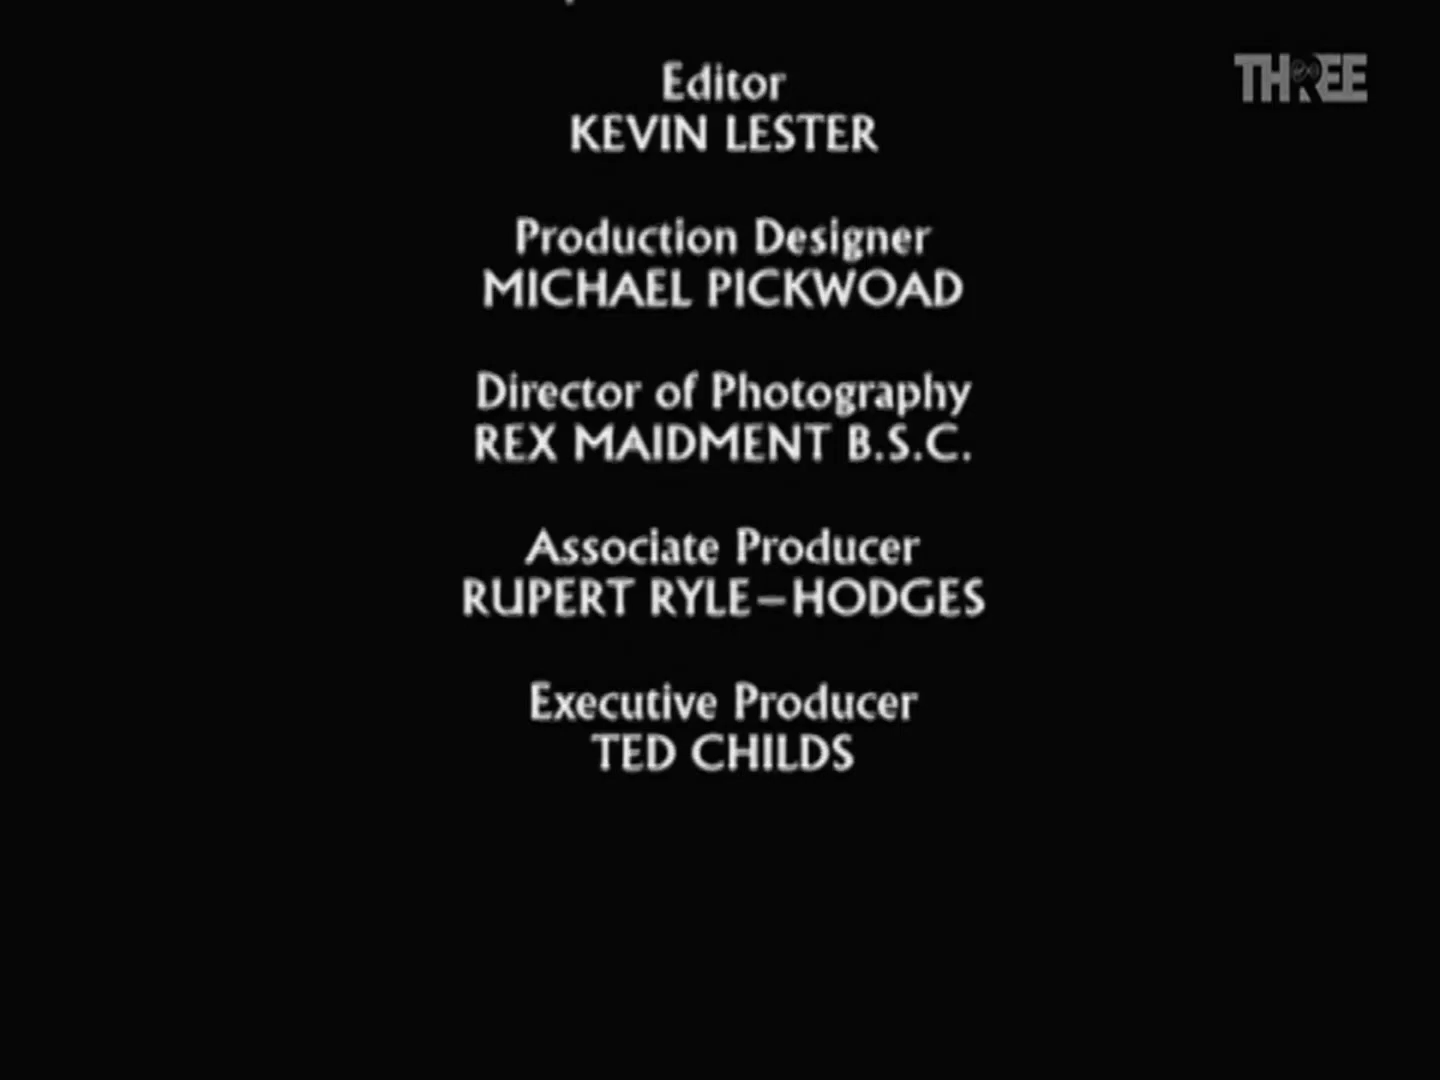 THREE
Editor
KEVIN LESTER
Production Designer
MICHAEL PICKWOAD
Director of Photography
REX MAIDMENT B.S.C.
Associate Producer
RUPERT RYLE-HODGES
Executive Producer
TED CHILDS